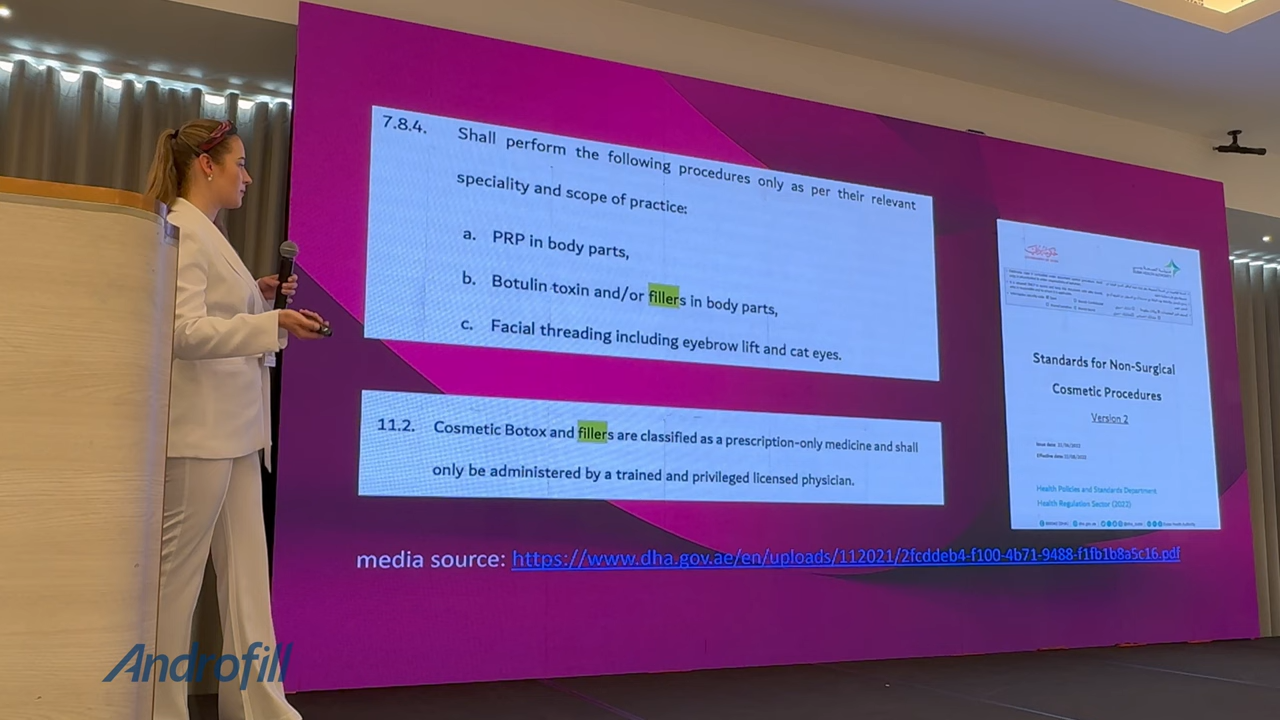 7.8.4. Shall perform the following procedures only as per their relevant
speciality and scope of practice:
a. PRP in body parts,
b. Botulin toxin and/or fillers in body parts,
c. Facial threading including eyebrow lift and cat eyes.
11.2. Cosmetic Botox and fillers are classified as a prescription-only medicine and shall
only be administered by a trained and privileged licensed physician.
Standards for Non-Surgical
Cosmetic Procedures
Version 2
Health Policies and Standards Department
Health Regulation Sector (2022)
media source: https://www.dha.gov.ae/en/uploads/112021/2fcddeb4-f100-4b71-9488-f1fb1b8a5c16.pdf
Androfill